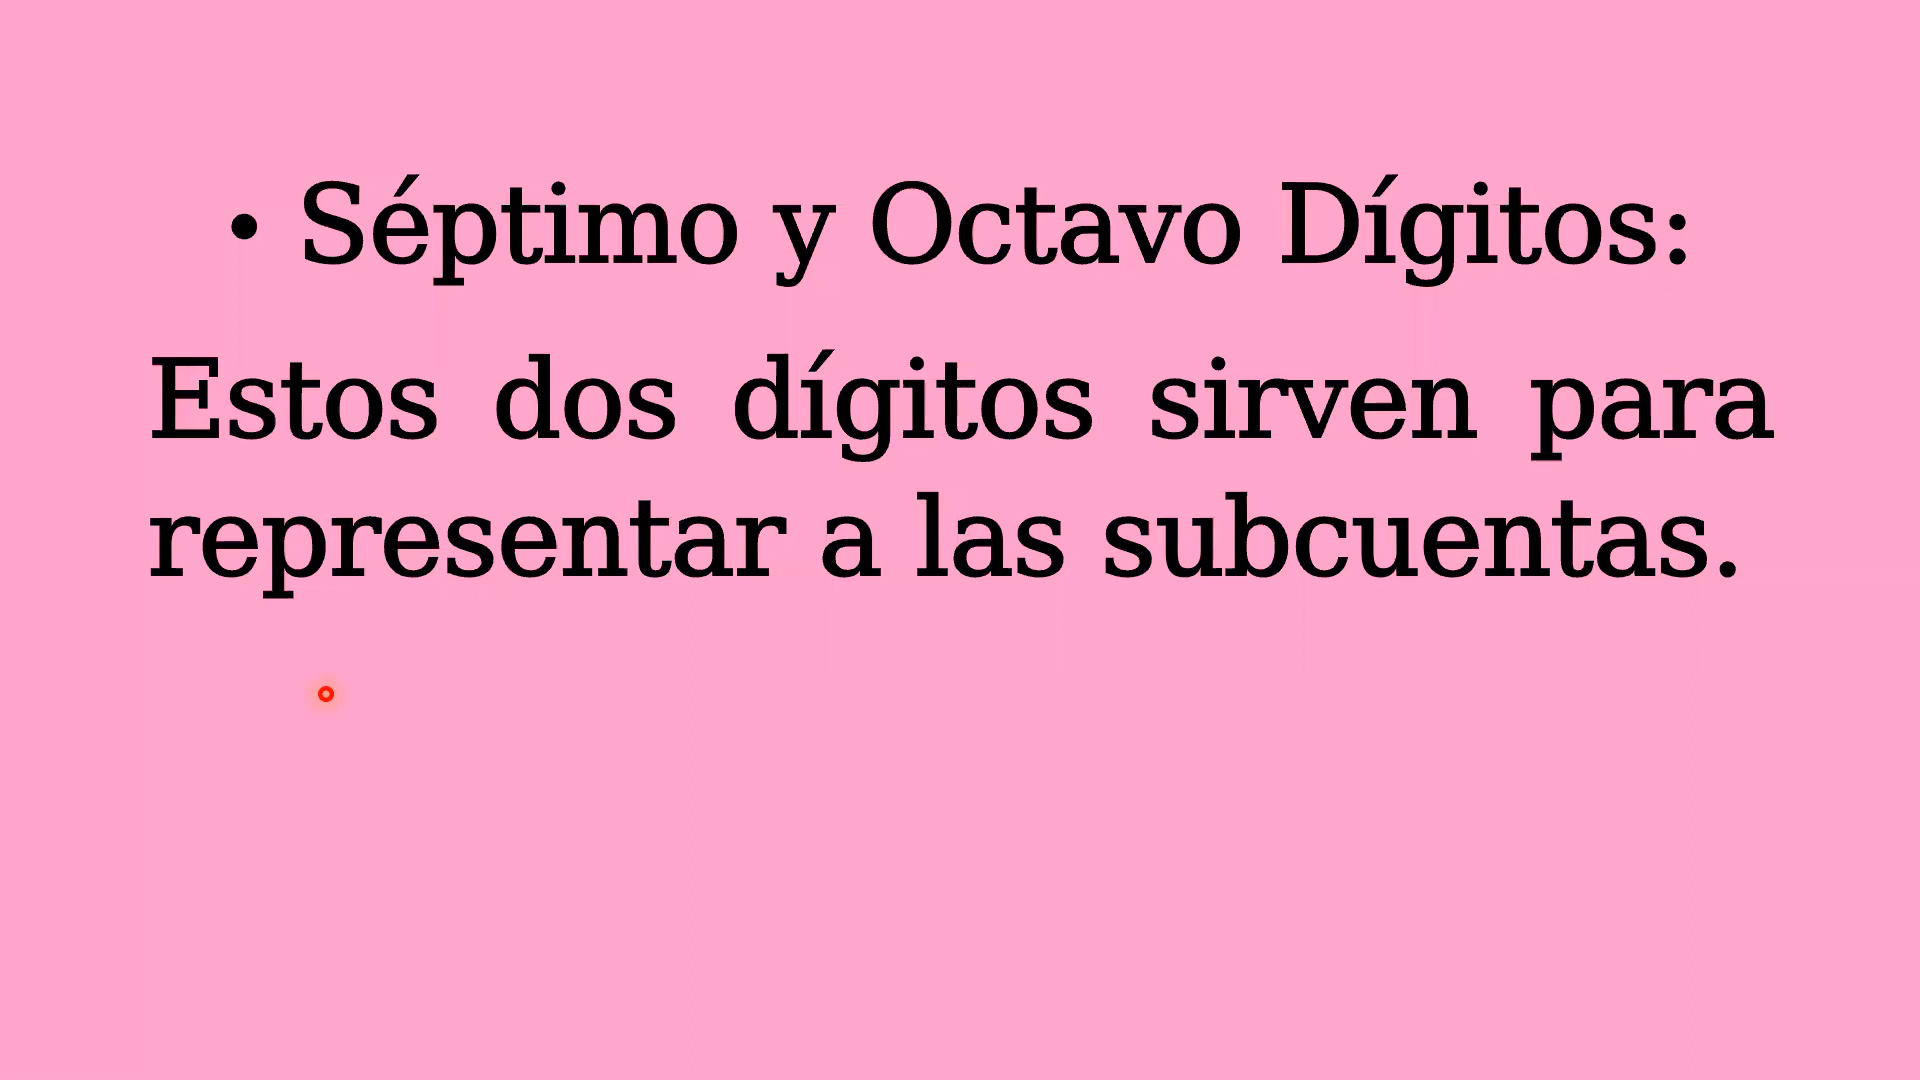 • Séptimo y Octavo Dígitos:
Estos dos dígitos sirven para
representar a las subcuentas.